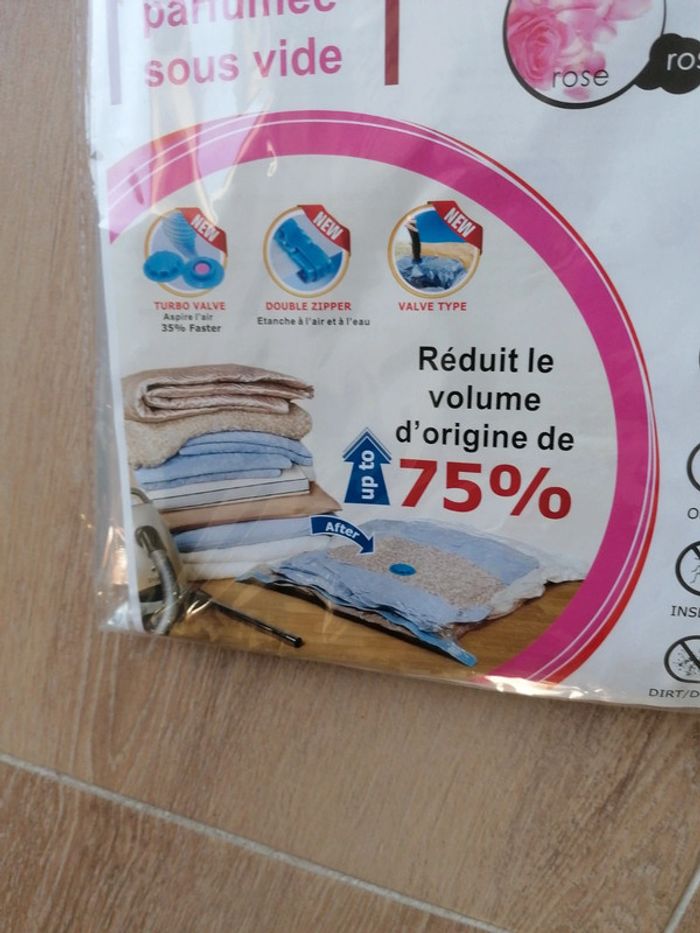 parfumée
sous vide
rose
NEW
NEW
NEW
TURBO VALVE
Aspire l'air
35% Faster
DOUBLE ZIPPER
Etanche à l'air et à l'eau
VALVE TYPE
Réduit le
volume
d'origine de
up to
75%
After